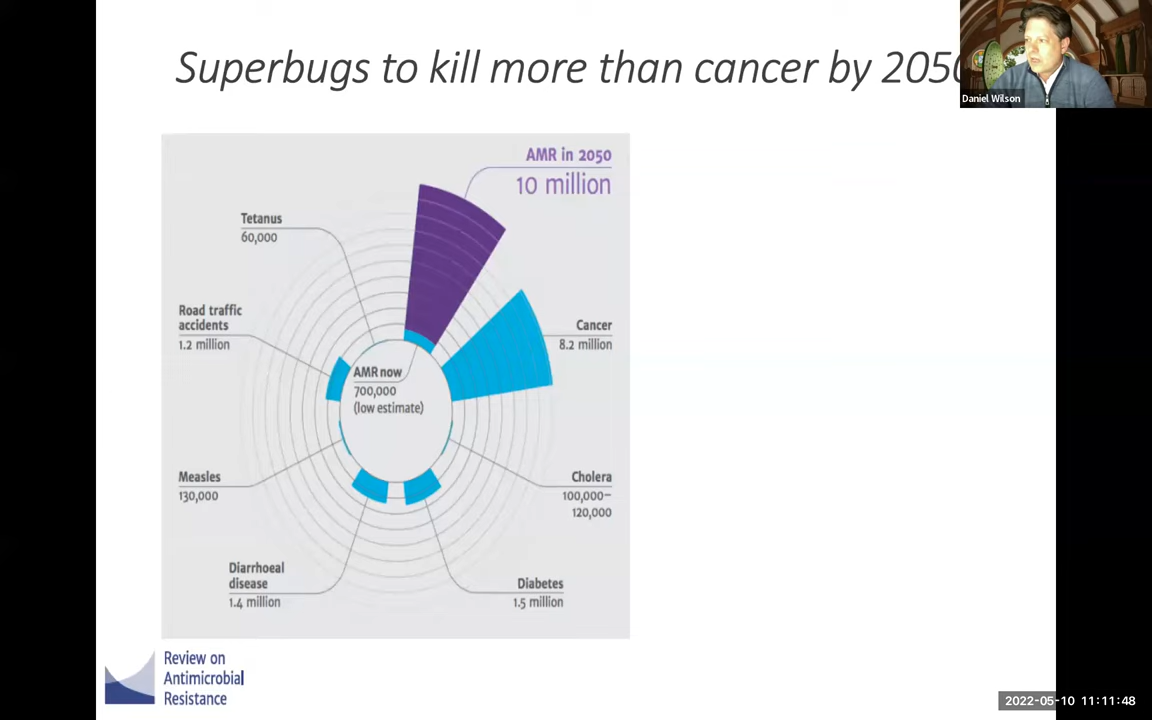 Superbugs to kill more than cancer by 2050
Daniel Wilson
AMR in 2050
10 million
Tetanus
60,000
Road traffic
accidents
1.2 million
Cancer
8.2 million
AMR now
700,000
(low estimate)
Measles
130,000
Cholera
100,000–
120,000
Diarrhoeal
disease
1.4 million
Diabetes
1.5 million
Review on
Antimicrobial
Resistance
2022-05-10 11:11:48